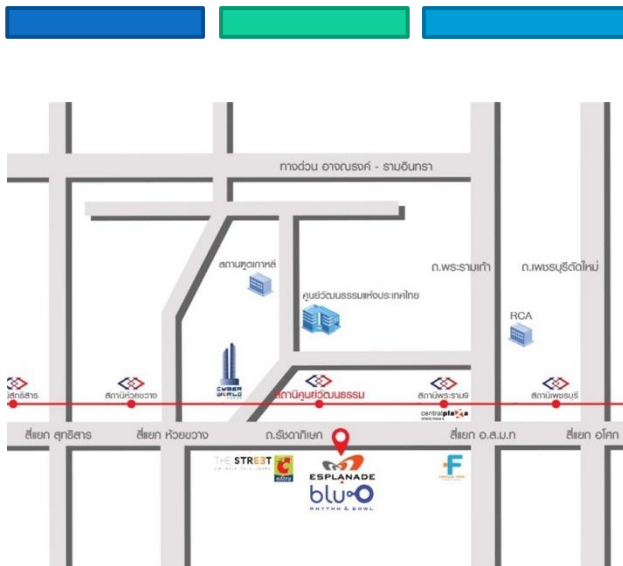 ทางด่วน อาจณรงค์ - รามอินทรา
สถานฑูตเกาหลี
ถ.พระรามเก้า
ถ.เพชรบุรีตัดใหม่
ศูนย์วัฒนธรรมแห่งประเทศไทย
RCA
CYBER
WORLD
สถานีห้วยขวาง
สถานีศูนย์วัฒนธรรม
สถานีพระราม9
สถานีเพชรบุรี
centralplaza
สี่แยก สุทธิสาร
สี่แยก ห้วยขวาง
ถ.รัชดาภิเษก
สี่แยก อ.ส.ม.ท
สี่แยก อโศก
THE STREET
C
extra
ESPLANADE
F
blu-O
RHYTHM & BOWL